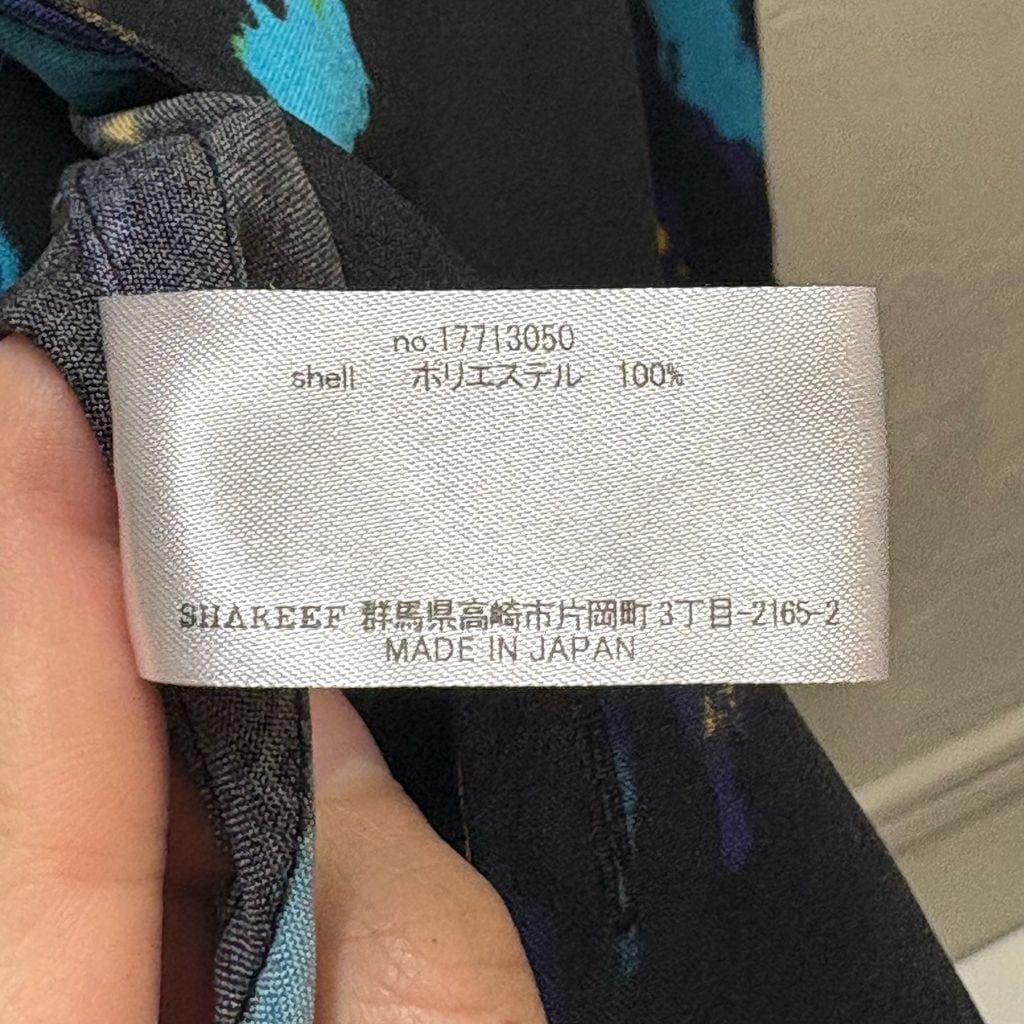 no.17713050
shell ポリエステル 100%
SHAREEF 群馬県高崎市片岡町3丁目-2165-2
MADE IN JAPAN